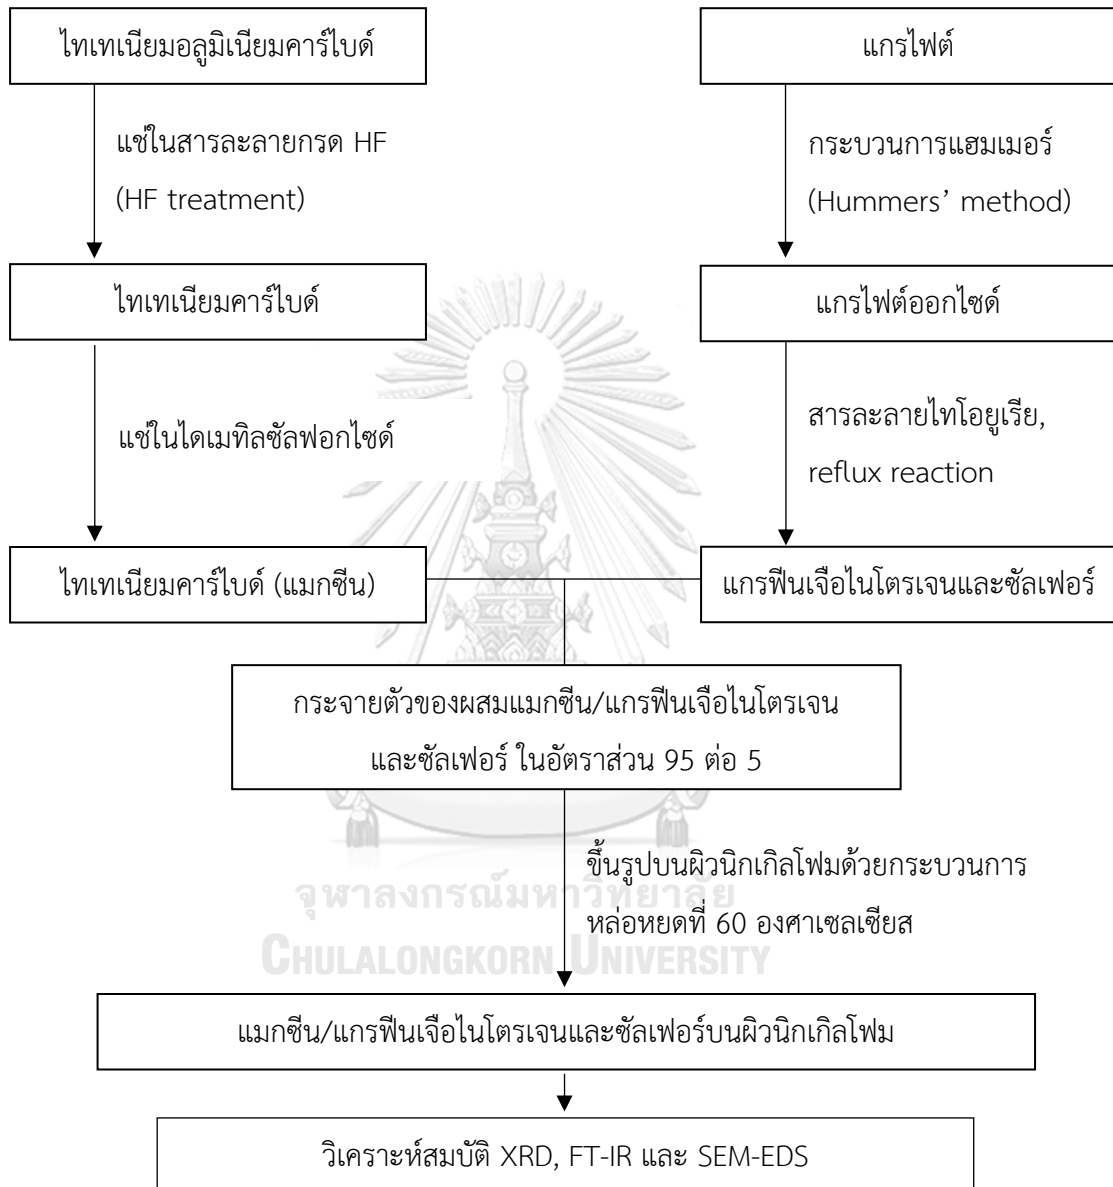 ไทเทเนียมอลูมิเนียมคาร์ไบด์
แกรไฟต์
แช่ในสารละลายกรด HF
(HF treatment)
กระบวนการแฮมเมอร์
(Hummers’ method)
ไทเทเนียมคาร์ไบด์
แกรไฟต์ออกไซด์
แช่ในไดเมทิลซัลฟอกไซด์
สารละลายไทโอยูเรีย,
reflux reaction
ไทเทเนียมคาร์ไบด์ (แมกซีน)
แกรฟีนเจือไนโตรเจนและซัลเฟอร์
กระจายตัวของผสมแมกซีน/แกรฟีนเจือไนโตรเจน
และซัลเฟอร์ ในอัตราส่วน 95 ต่อ 5
ขึ้นรูปบนผิวนิกเกิลโฟมด้วยกระบวนการ
หล่อหยดที่ 60 องศาเซลเซียส
จุฬาลงกรณ์มหาวิทยาลัย
CHULALONGKORN UNIVERSITY
แมกซีน/แกรฟีนเจือไนโตรเจนและซัลเฟอร์บนผิวนิกเกิลโฟม
วิเคราะห์สมบัติ XRD, FT-IR และ SEM-EDS